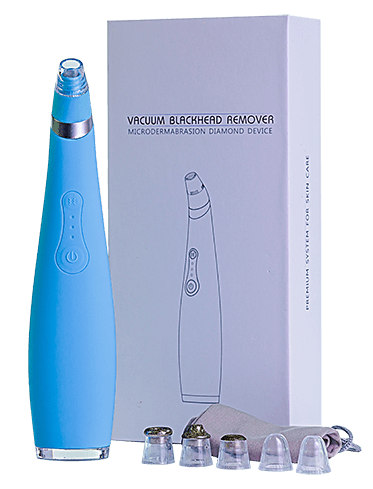 VACUUM BLACKHEAD REMOVER
MICRODERMABRASION DIAMOND DEVICE
PREMIUM SYSTEM FOR SKIN CARE